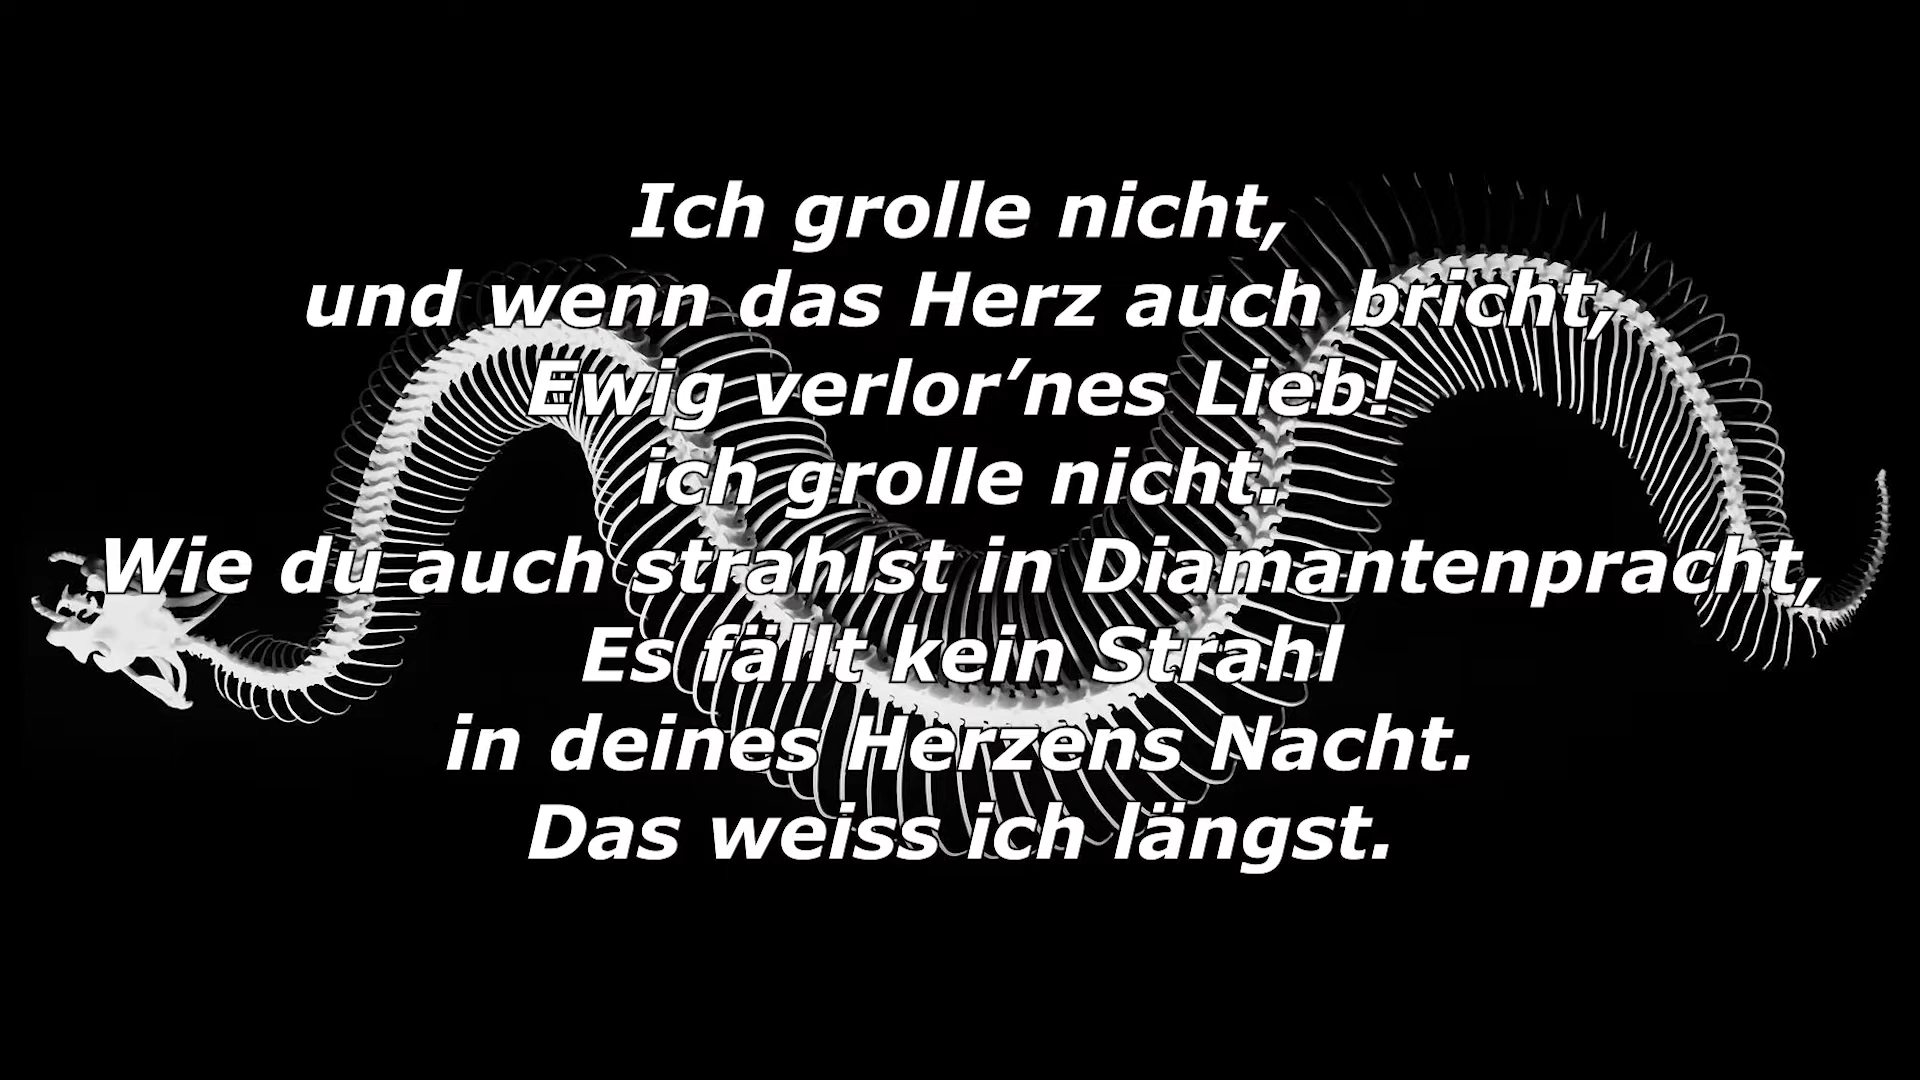 Ich grolle nicht,
und wenn das Herz auch bricht,
Ewig verlor’nes Lieb!
ich grolle nicht.
Wie du auch strahlst in Diamantenpracht,
Es fällt kein Strahl
in deines Herzens Nacht.
Das weiss ich längst.